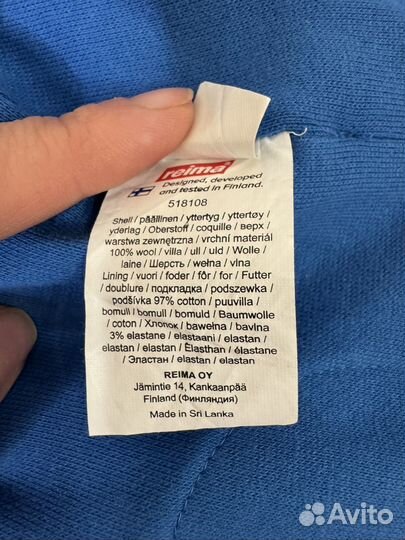 reima
Designed, developed
and tested in Finland.
518108
Shell / päällinen / yttertyg / yttertøy /
yderlag / Oberstoff / coquille / верх /
warstwa zewnętrzna / vrchní materiál
100% wool / villa / ull / uld / Wolle /
laine / Шерсть / wełna / vlna
Lining / vuori / foder / fôr / for / Futter
/ doublure / подкладка / podszewka /
podšívka 97% cotton / puuvilla /
bomull / bomull / bomuld / Baumwolle
/ coton / Хлопок / bawełna / bavlna
3% elastane / elastaani / elastan /
elastan / elastan / Elasthan / élastane
/ Эластан / elastan / elastan
REIMA OY
Jämintie 14, Kankaanpää
Finland (Финляндия)
Made in Sri Lanka
Avito